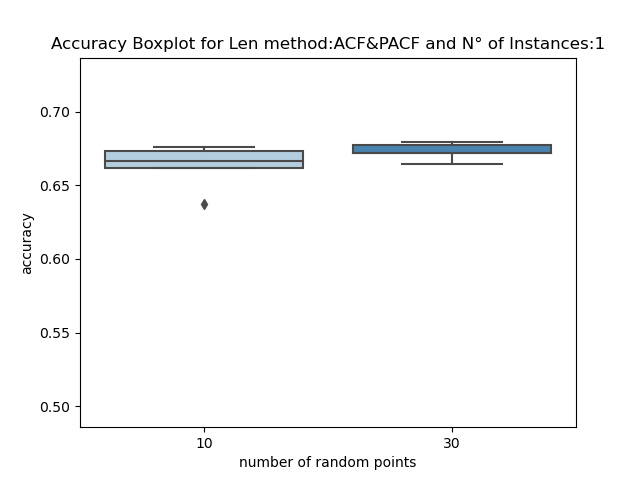 Accuracy Boxplot for Len method:ACF&PACF and N° of Instances:1
0.70
0.65
0.60
0.55
0.50
accuracy
10 30
number of random points